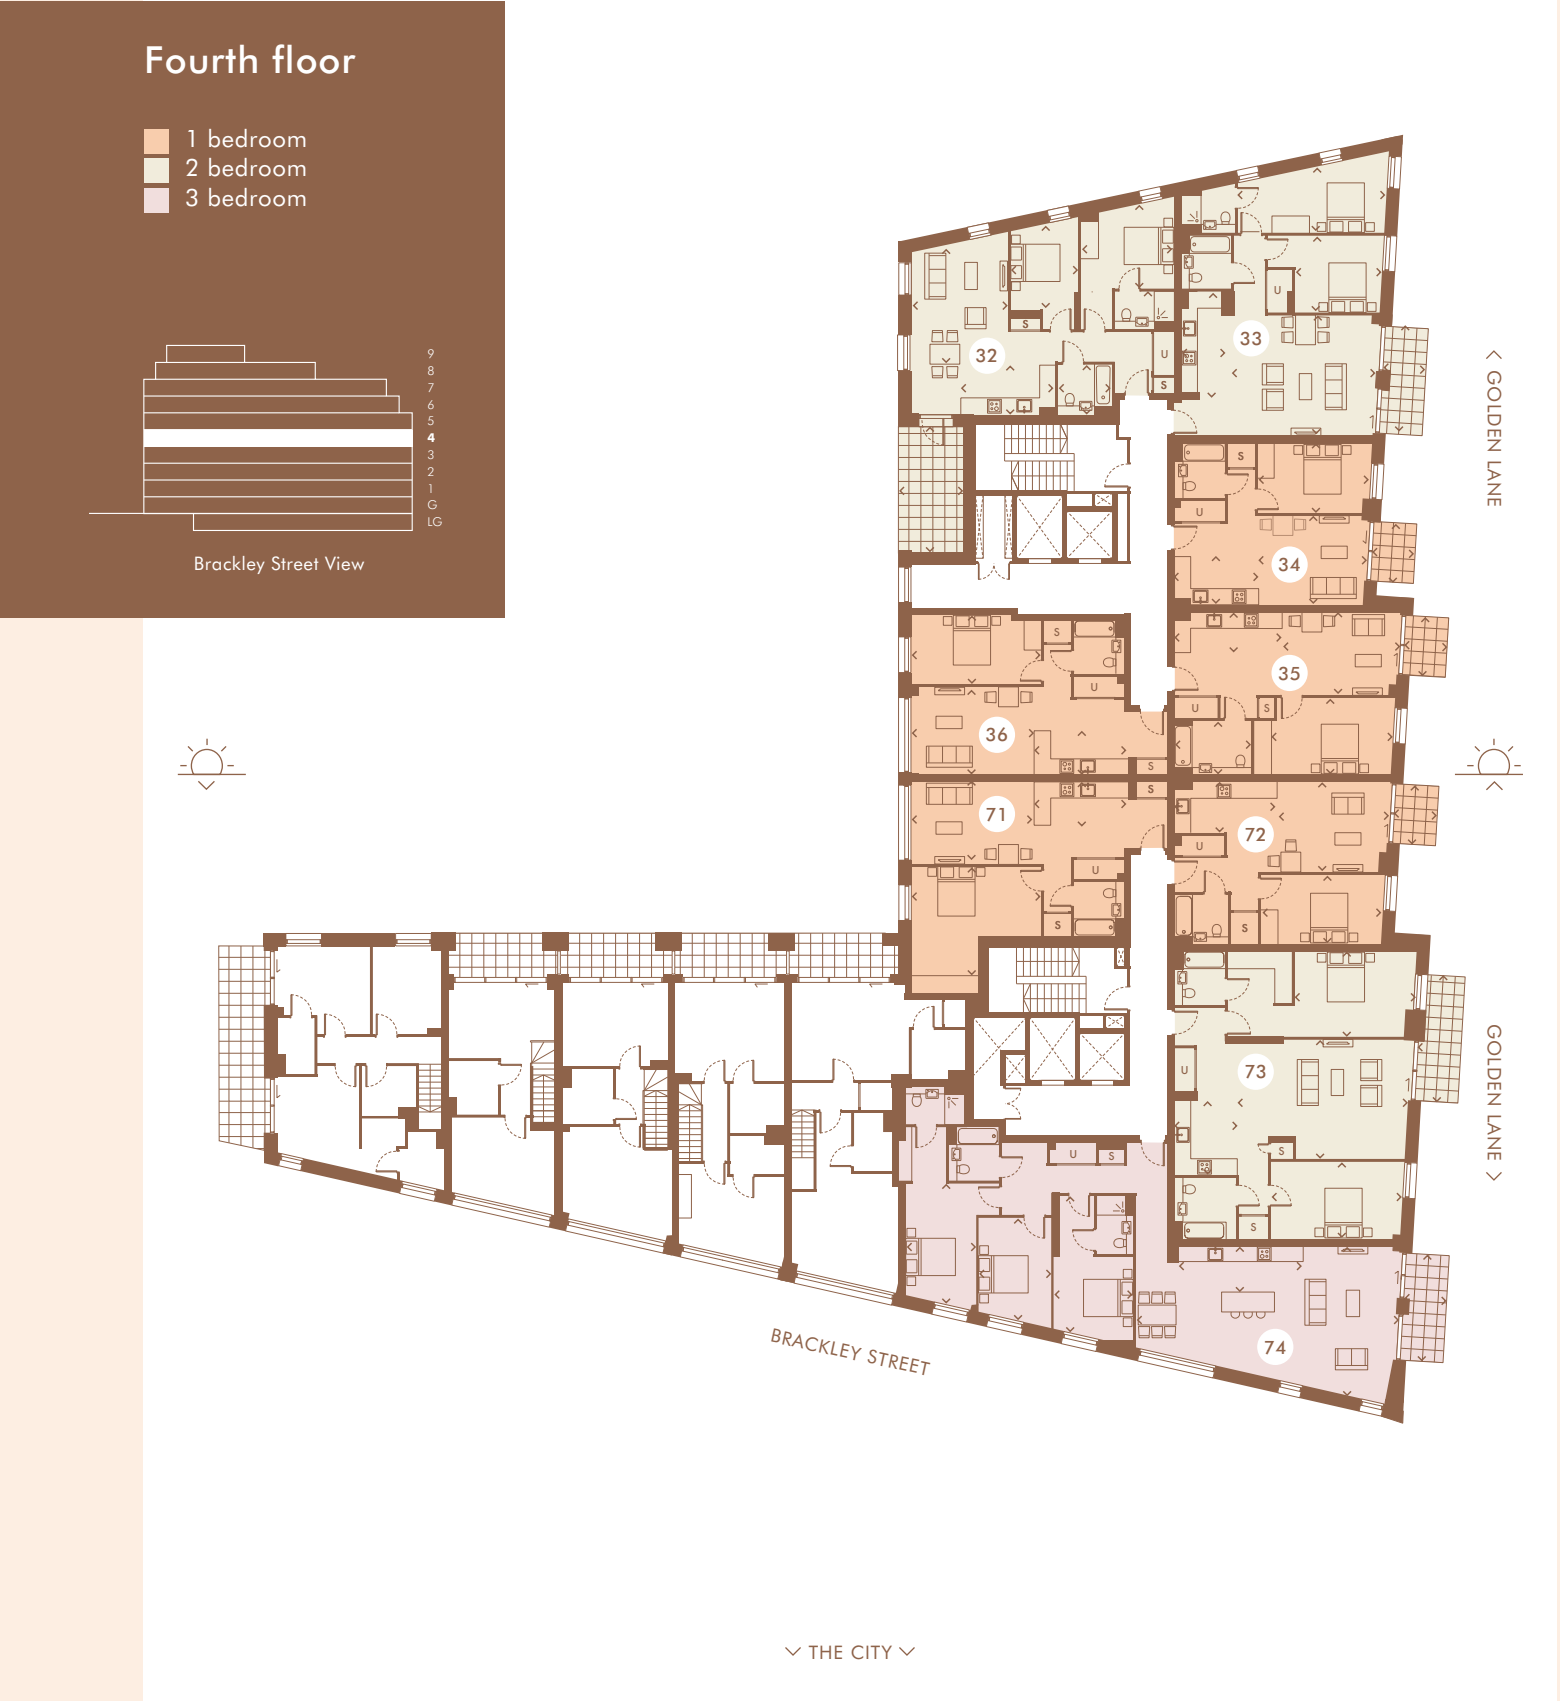 Fourth floor
1 bedroom
2 bedroom
3 bedroom
9
8
7
6
5
4
3
2
1
G
LG
Brackley Street View
33
U
32
S
U
S
GOLDEN LANE
S
U
34
S
U
36
S
35
U
S
71
S
U
S
72
U
S
73
U
S
S
GOLDEN LANE
U
S
74
BRACKLEY STREET
THE CITY